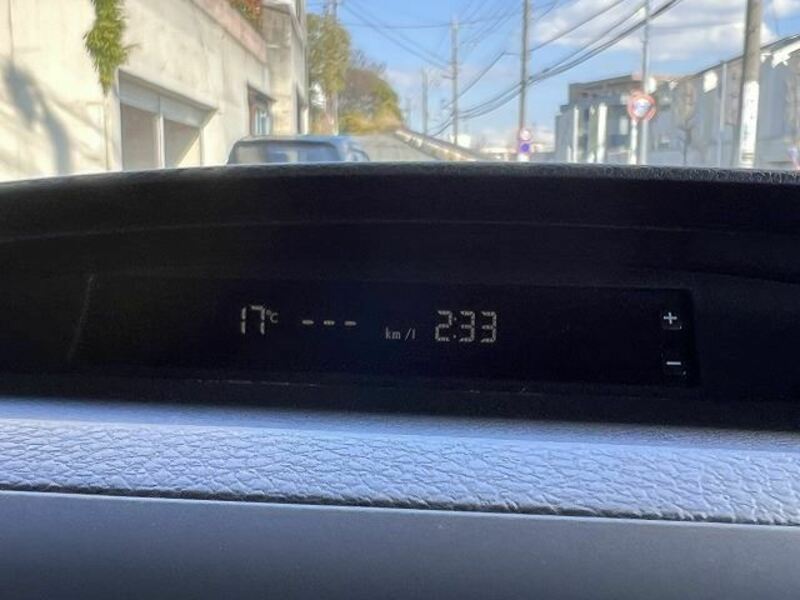 17℃ --- km/l 2:33 +
−